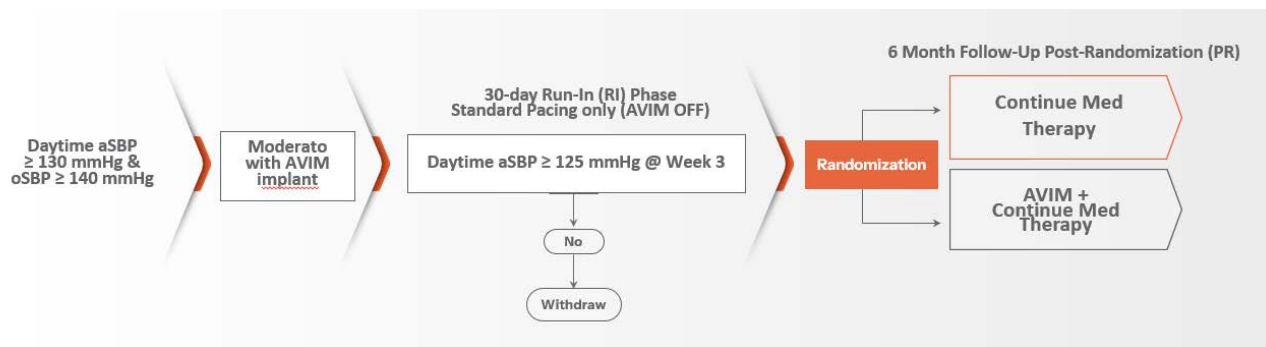 6 Month Follow-Up Post-Randomization (PR)
30-day Run-In (RI) Phase
Standard Pacing only (AVIM OFF)
Daytime aSBP
≥ 130 mmHg &
oSBP ≥ 140 mmHg
Moderato
with AVIM
implant
Daytime aSBP ≥ 125 mmHg @ Week 3
No
Withdraw
Randomization
Continue Med
Therapy
AVIM +
Continue Med
Therapy